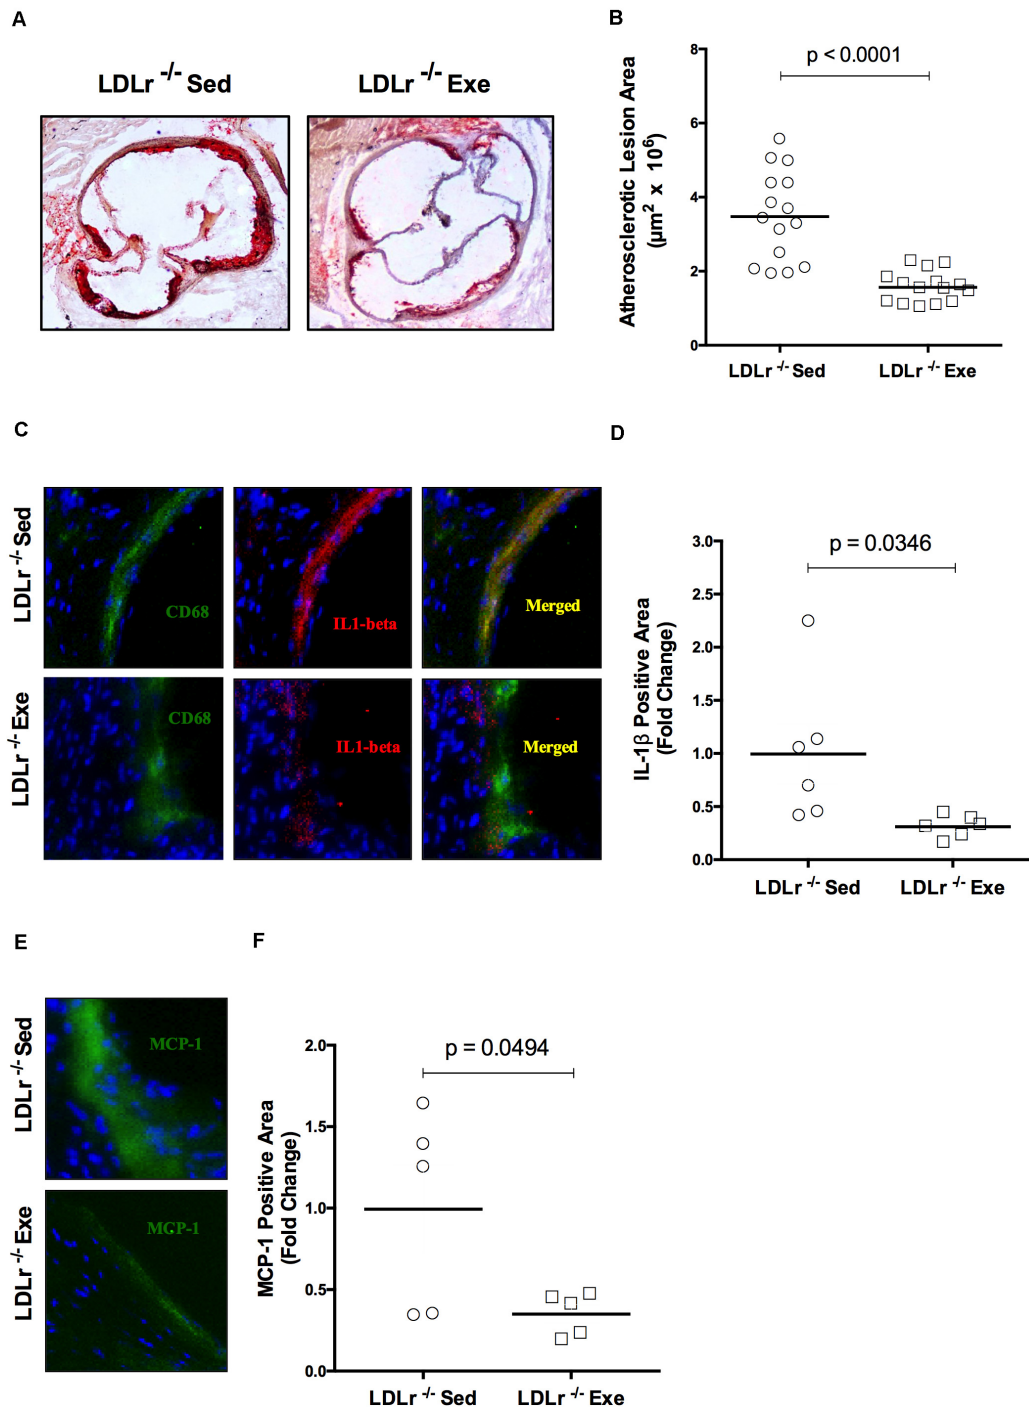 A
LDLr -/- Sed
LDLr -/- Exe
B
Atherosclerotic Lesion Area
(µm² x 10⁶)
8
6
4
2
0
p < 0.0001
LDLr -/- Sed
LDLr -/- Exe
C
LDLr -/- Sed
CD68
IL1-beta
Merged
LDLr -/- Exe
CD68
IL1-beta
Merged
D
IL-1β Positive Area
(Fold Change)
3.0
2.5
2.0
1.5
1.0
0.5
0.0
p = 0.0346
LDLr -/- Sed
LDLr -/- Exe
E
LDLr -/- Sed
MCP-1
LDLr -/- Exe
MCP-1
F
MCP-1 Positive Area
(Fold Change)
2.0
1.5
1.0
0.5
0.0
p = 0.0494
LDLr -/- Sed
LDLr -/- Exe